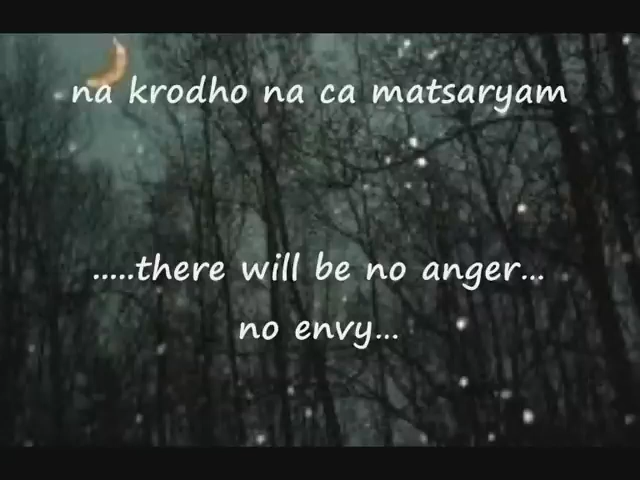 na krodho na ca matsaryam
.....there will be no anger...
no envy...